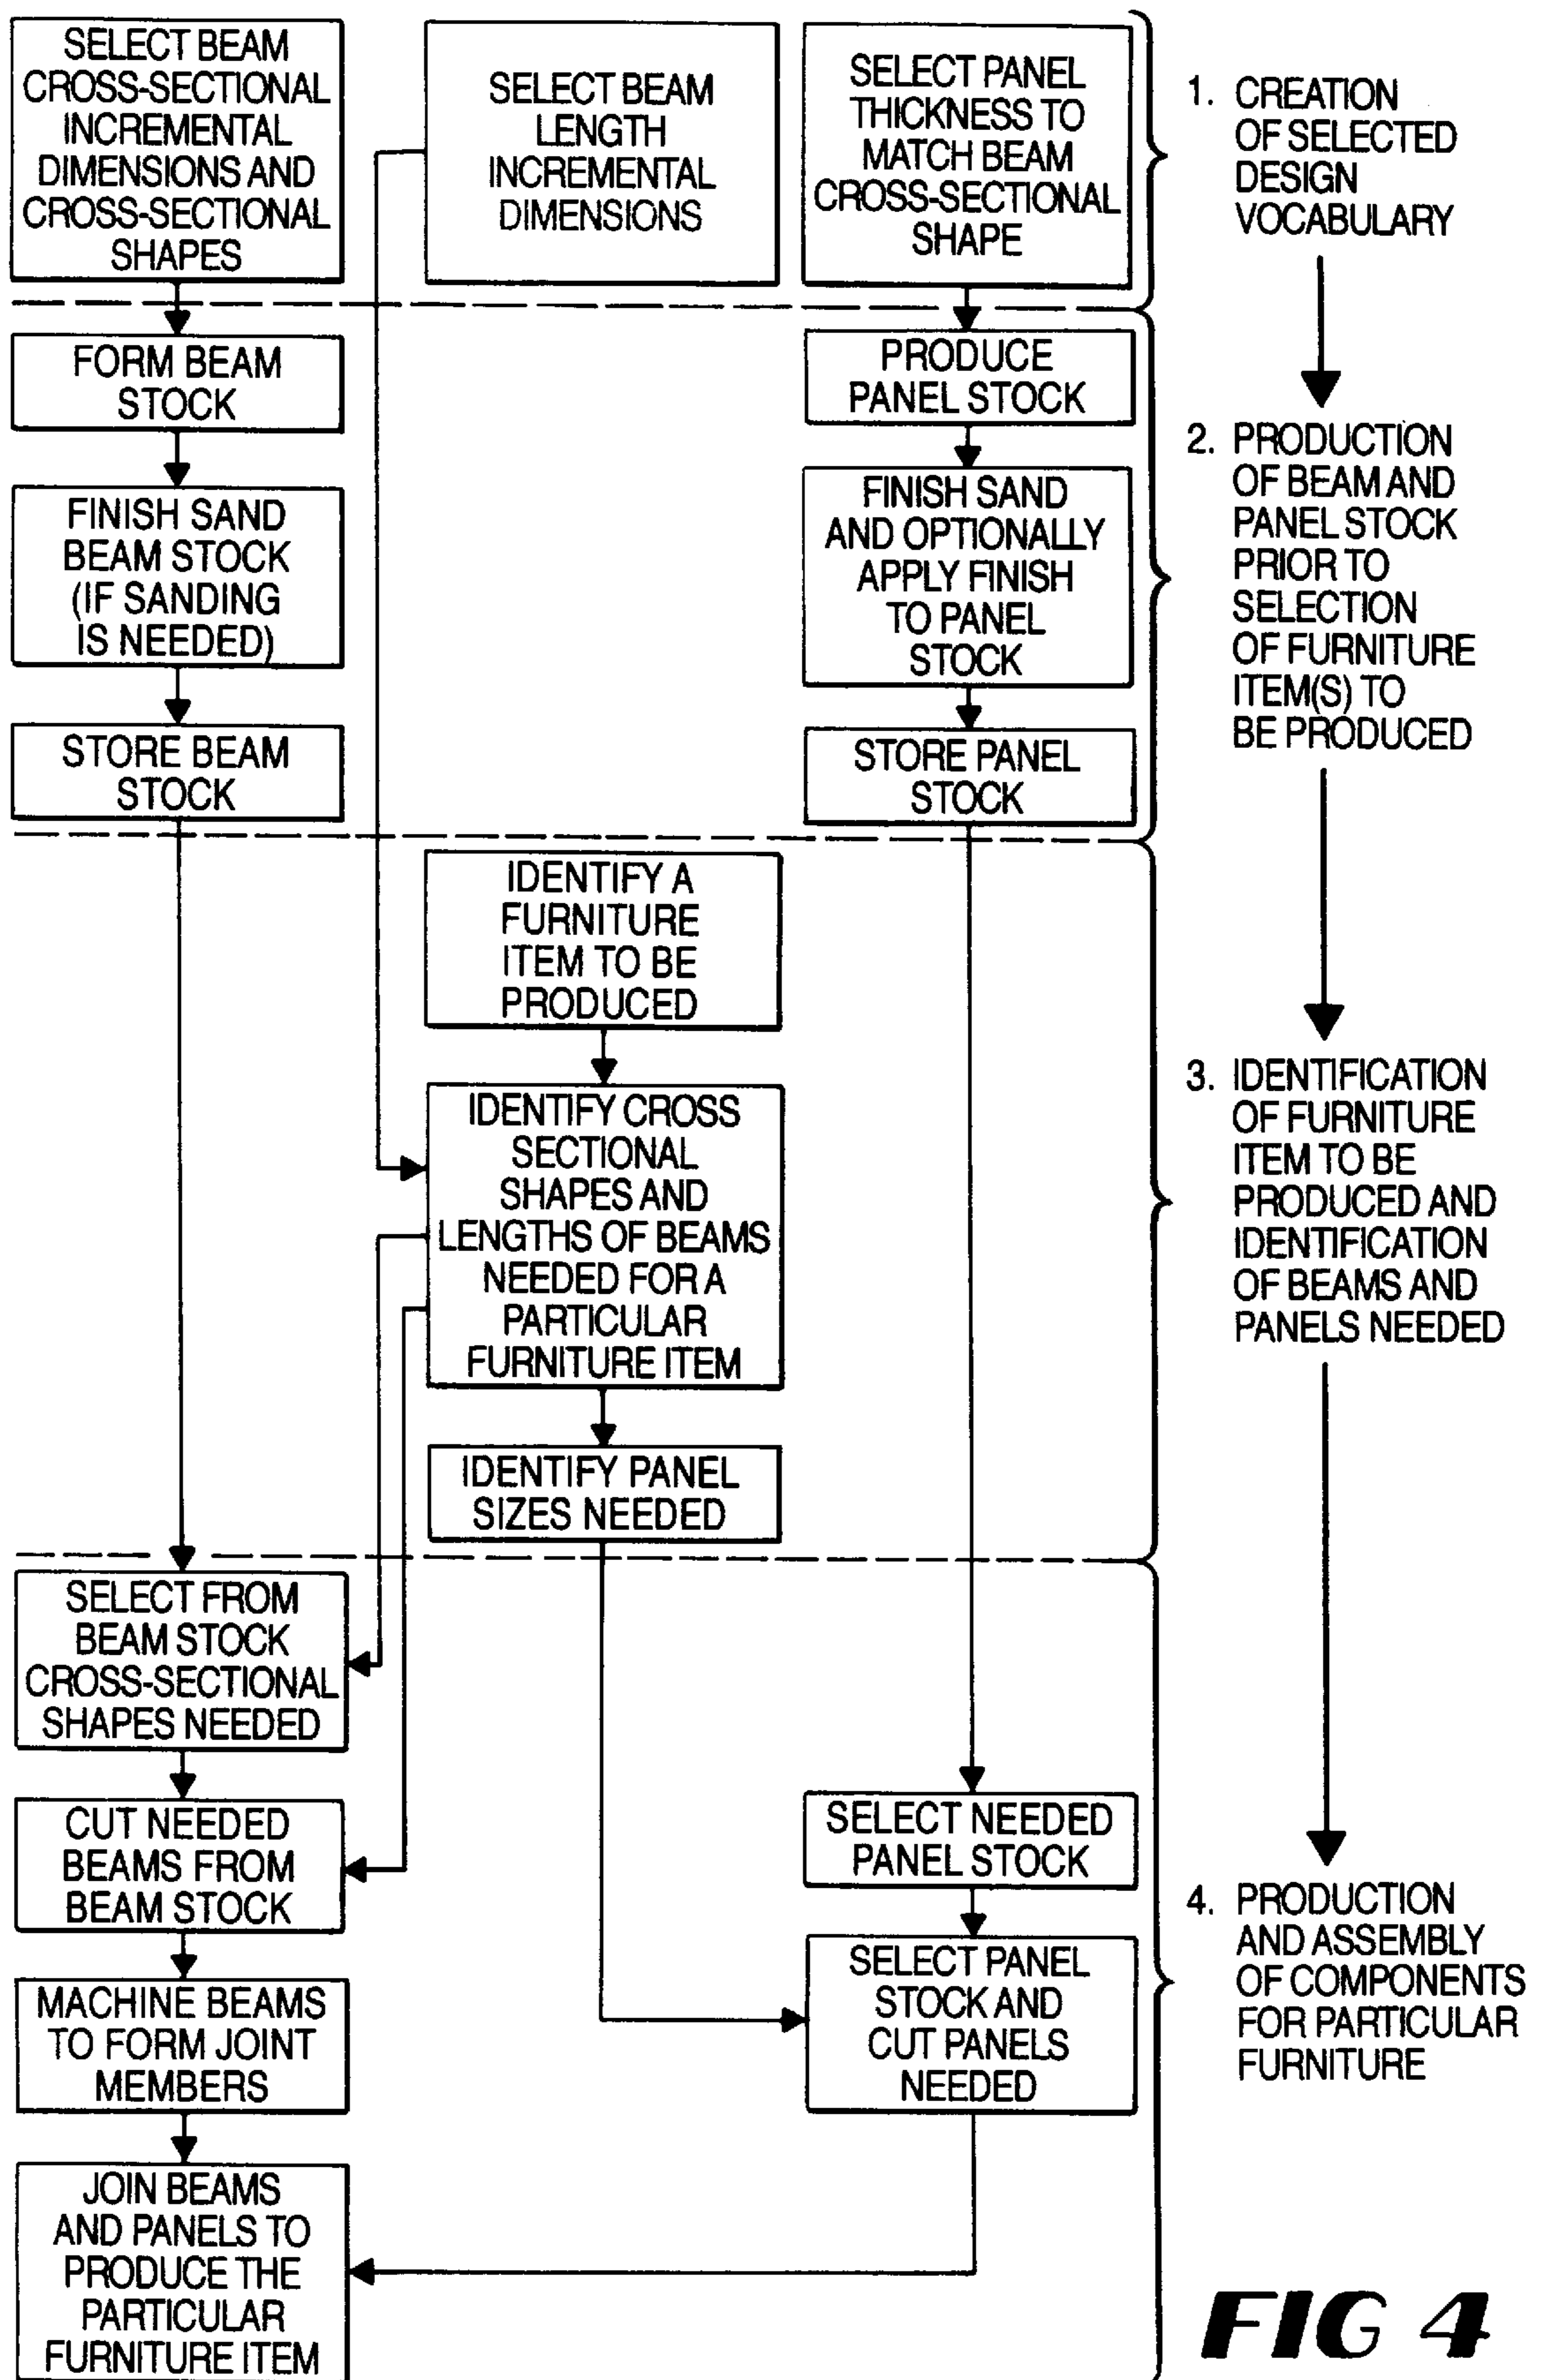 SELECT BEAM
CROSS-SECTIONAL
INCREMENTAL
DIMENSIONS AND
CROSS-SECTIONAL
SHAPES
SELECT BEAM
LENGTH
INCREMENTAL
DIMENSIONS
SELECT PANEL
THICKNESS TO
MATCH BEAM
CROSS-SECTIONAL
SHAPE
1. CREATION
OF SELECTED
DESIGN
VOCABULARY
FORM BEAM
STOCK
FINISH SAND
BEAM STOCK
(IF SANDING
IS NEEDED)
STORE BEAM
STOCK
PRODUCE
PANEL STOCK
FINISH SAND
AND OPTIONALLY
APPLY FINISH
TO PANEL
STOCK
STORE PANEL
STOCK
2. PRODUCTION
OF BEAM AND
PANEL STOCK
PRIOR TO
SELECTION
OF FURNITURE
ITEM(S) TO
BE PRODUCED
IDENTIFY A
FURNITURE
ITEM TO BE
PRODUCED
IDENTIFY CROSS
SECTIONAL
SHAPES AND
LENGTHS OF BEAMS
NEEDED FOR A
PARTICULAR
FURNITURE ITEM
IDENTIFY PANEL
SIZES NEEDED
3. IDENTIFICATION
OF FURNITURE
ITEM TO BE
PRODUCED AND
IDENTIFICATION
OF BEAMS AND
PANELS NEEDED
SELECT FROM
BEAM STOCK
CROSS-SECTIONAL
SHAPES NEEDED
CUT NEEDED
BEAMS FROM
BEAM STOCK
MACHINE BEAMS
TO FORM JOINT
MEMBERS
JOIN BEAMS
AND PANELS TO
PRODUCE THE
PARTICULAR
FURNITURE ITEM
SELECT NEEDED
PANEL STOCK
SELECT PANEL
STOCK AND
CUT PANELS
NEEDED
4. PRODUCTION
AND ASSEMBLY
OF COMPONENTS
FOR PARTICULAR
FURNITURE
FIG 4